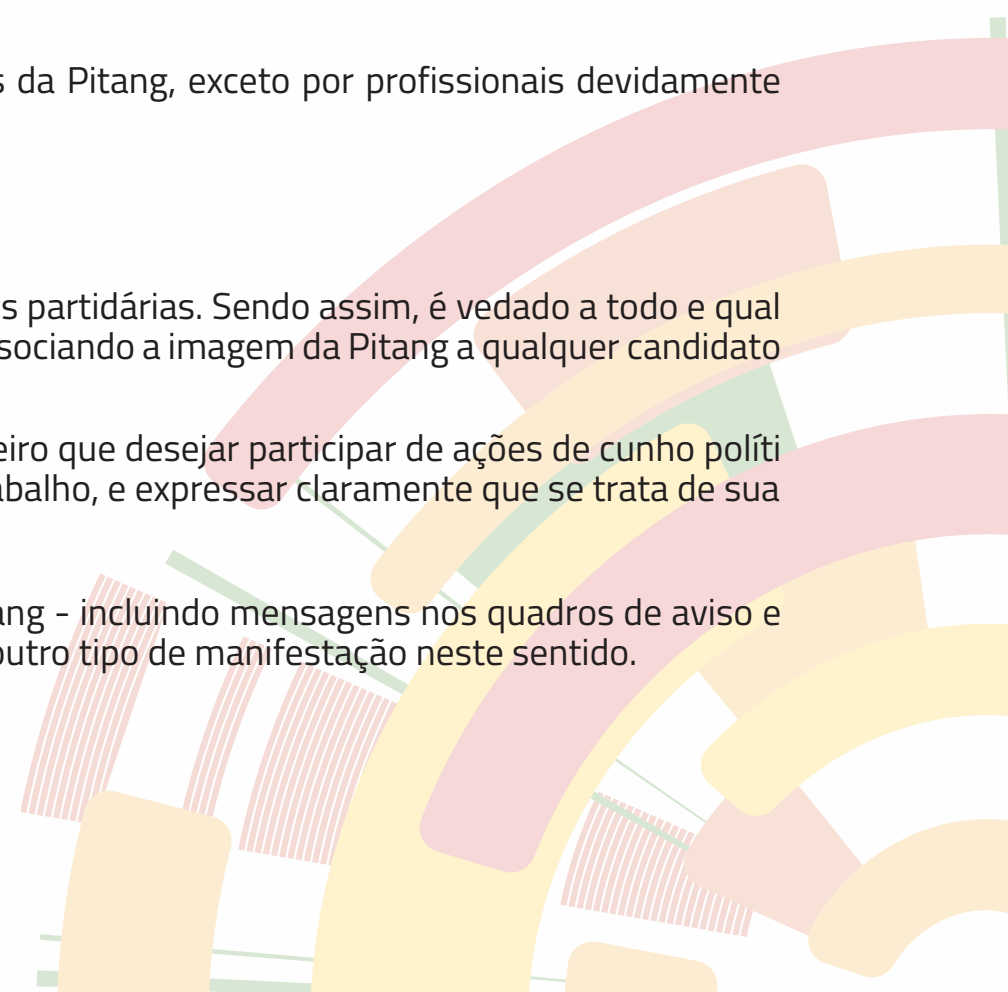 s da Pitang, exceto por profissionais devidamente
s partidárias. Sendo assim, é vedado a todo e qual
sociando a imagem da Pitang a qualquer candidato
eiro que desejar participar de ações de cunho políti
abalho, e expressar claramente que se trata de sua
ang - incluindo mensagens nos quadros de aviso e
outro tipo de manifestação neste sentido.